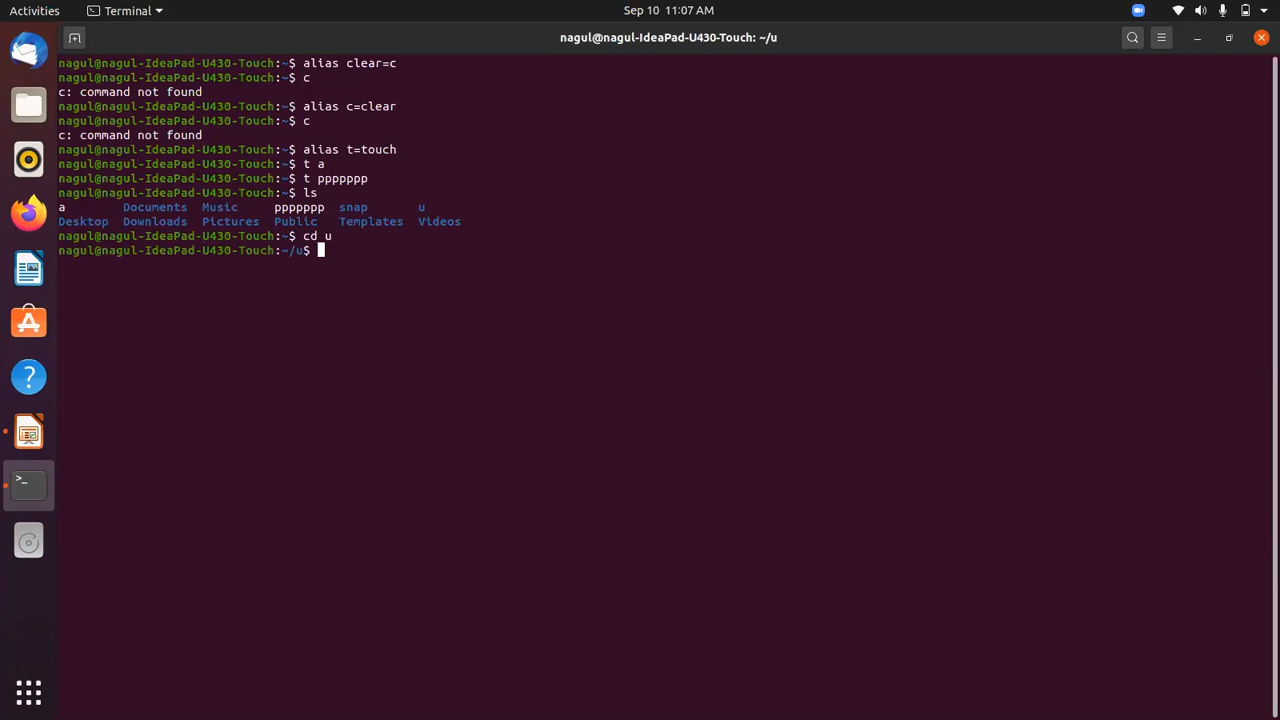 Activities Terminal Sep 10 11:07 AM
nagul@nagul-IdeaPad-U430-Touch: ~/u
nagul@nagul-IdeaPad-U430-Touch:~$ alias clear=c
nagul@nagul-IdeaPad-U430-Touch:~$ c
c: command not found
nagul@nagul-IdeaPad-U430-Touch:~$ alias c=clear
nagul@nagul-IdeaPad-U430-Touch:~$ c
c: command not found
nagul@nagul-IdeaPad-U430-Touch:~$ alias t=touch
nagul@nagul-IdeaPad-U430-Touch:~$ t a
nagul@nagul-IdeaPad-U430-Touch:~$ t ppppppp
nagul@nagul-IdeaPad-U430-Touch:~$ ls
a Documents Music ppppppp snap u
Desktop Downloads Pictures Public Templates Videos
nagul@nagul-IdeaPad-U430-Touch:~$ cd u
nagul@nagul-IdeaPad-U430-Touch:~/u$